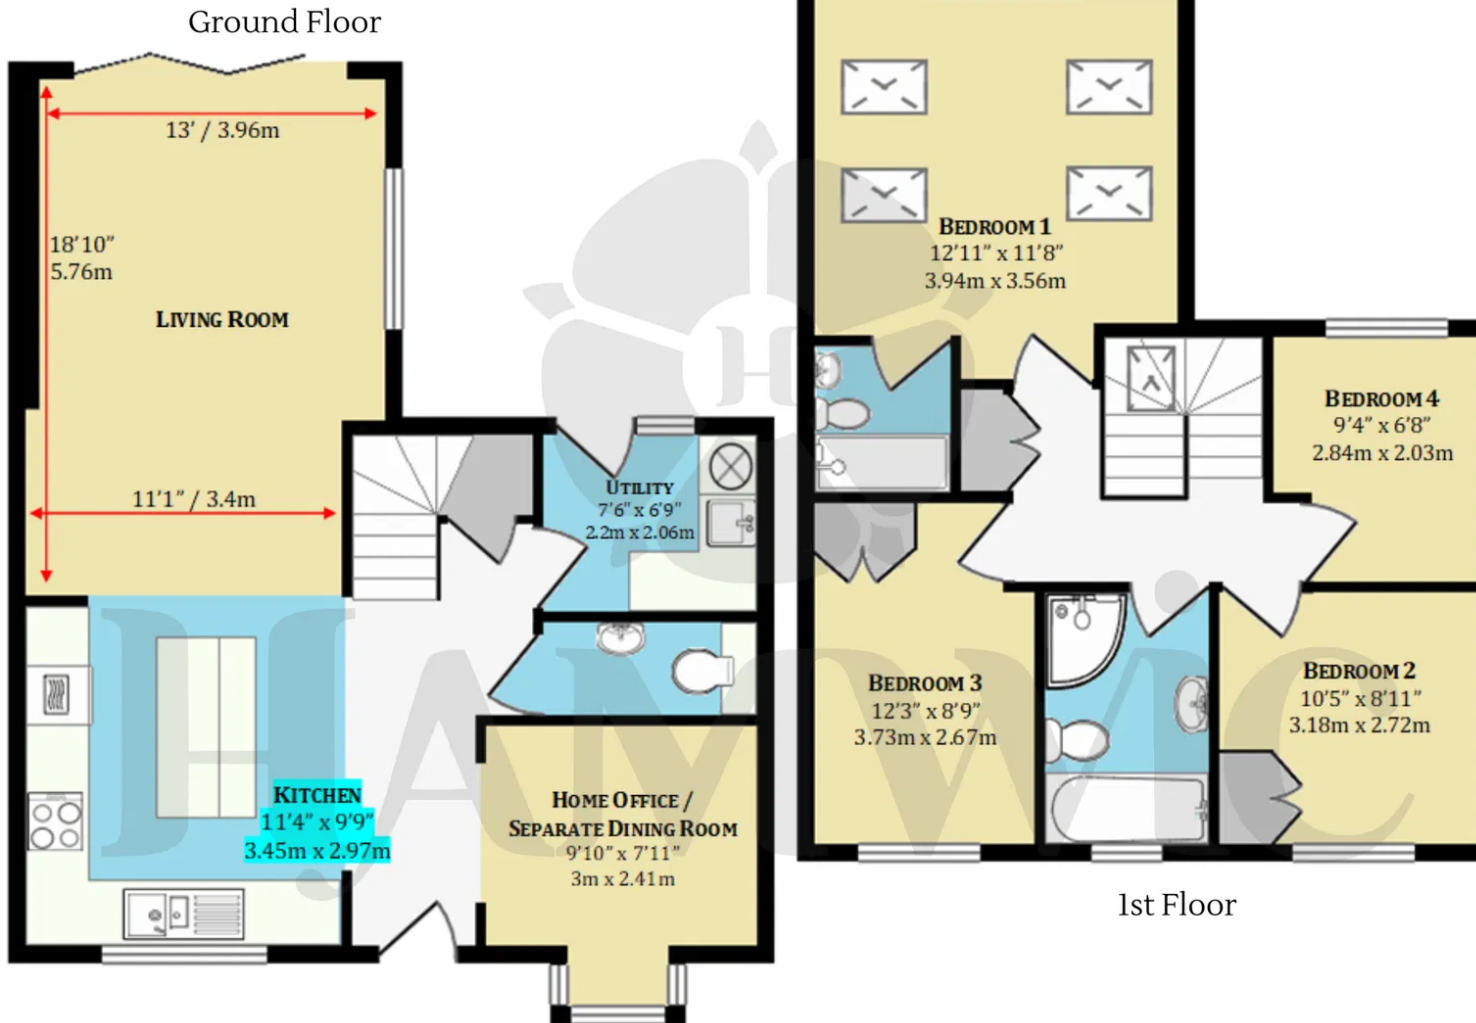 Ground Floor
13' / 3.96m
18'10"
5.76m
LIVING ROOM
11'1" / 3.4m
UTILITY
7'6" x 6'9"
2.2m x 2.06m
KITCHEN
11'4" x 9'9"
3.45m x 2.97m
HOME OFFICE /
SEPARATE DINING ROOM
9'10" x 7'11"
3m x 2.41m
BEDROOM 1
12'11" x 11'8"
3.94m x 3.56m
BEDROOM 4
9'4" x 6'8"
2.84m x 2.03m
BEDROOM 3
12'3" x 8'9"
3.73m x 2.67m
BEDROOM 2
10'5" x 8'11"
3.18m x 2.72m
1st Floor
H
HAMWiC